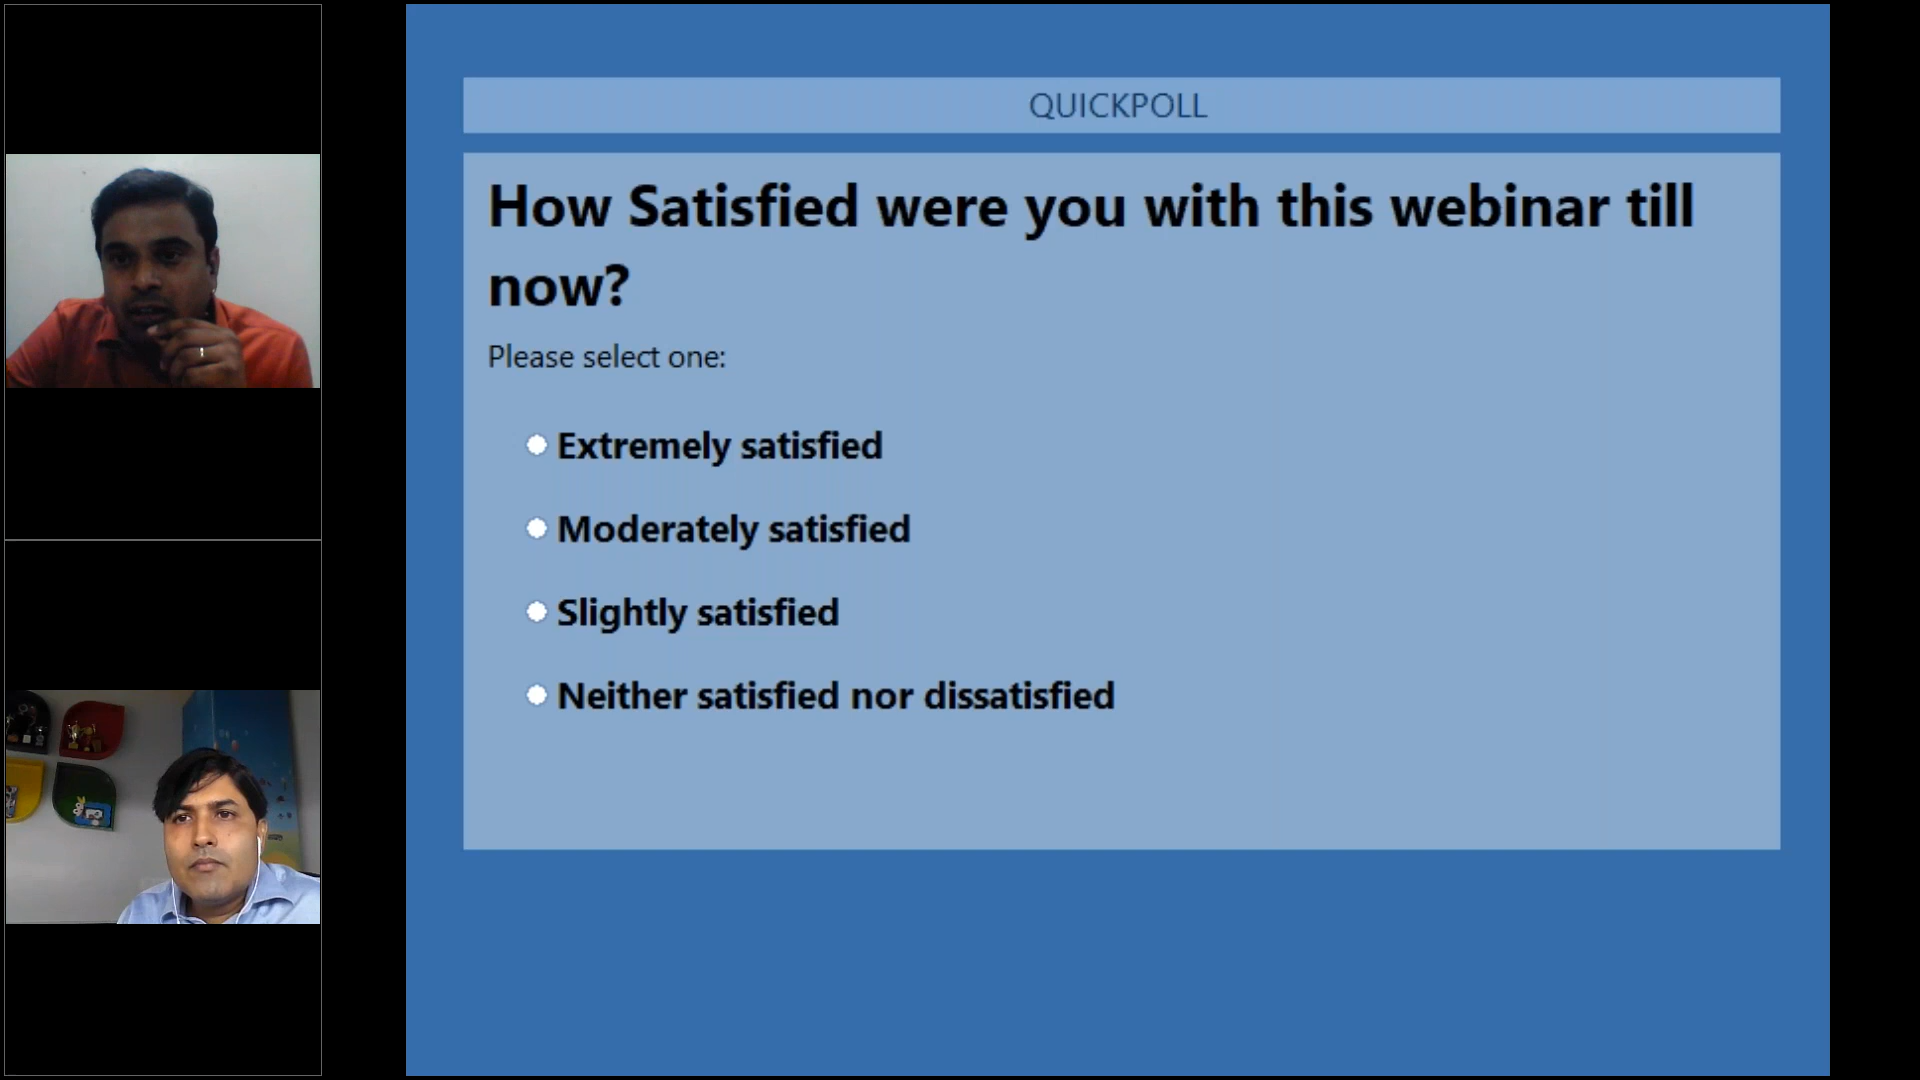 QUICKPOLL
How Satisfied were you with this webinar till
now?
Please select one:
Extremely satisfied
Moderately satisfied
Slightly satisfied
Neither satisfied nor dissatisfied